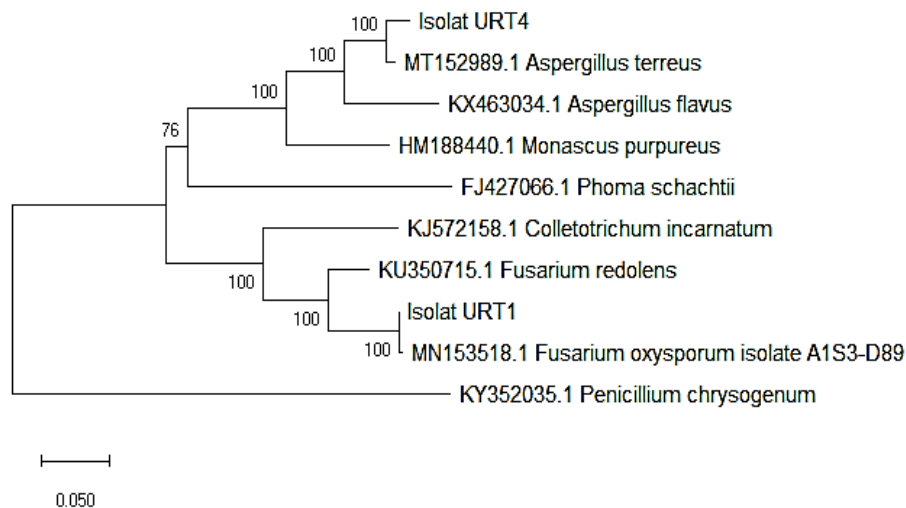 100
Isolat URT4
100
MT152989.1 Aspergillus terreus
100
KX463034.1 Aspergillus flavus
76
HM188440.1 Monascus purpureus
FJ427066.1 Phoma schachtii
KJ572158.1 Colletotrichum incarnatum
100
KU350715.1 Fusarium redolens
100
Isolat URT1
100
MN153518.1 Fusarium oxysporum isolate A1S3-D89
KY352035.1 Penicillium chrysogenum
0.050